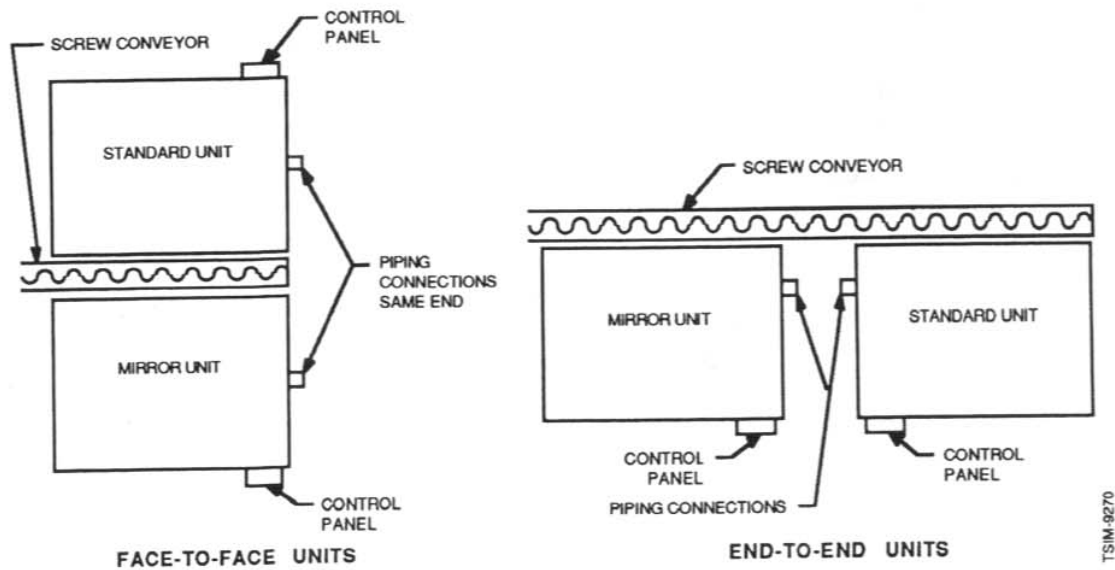 CONTROL
PANEL
SCREW CONVEYOR
STANDARD UNIT
PIPING
CONNECTIONS
SAME END
MIRROR UNIT
CONTROL
PANEL
FACE-TO-FACE UNITS
SCREW CONVEYOR
MIRROR UNIT
STANDARD UNIT
CONTROL
PANEL
CONTROL
PANEL
PIPING CONNECTIONS
END-TO-END UNITS
TSIM-9270